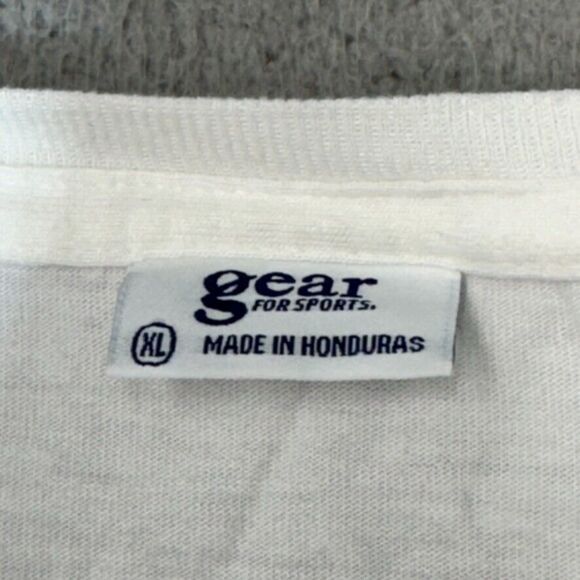 gear
FOR SPORTS.
XL MADE IN HONDURAS